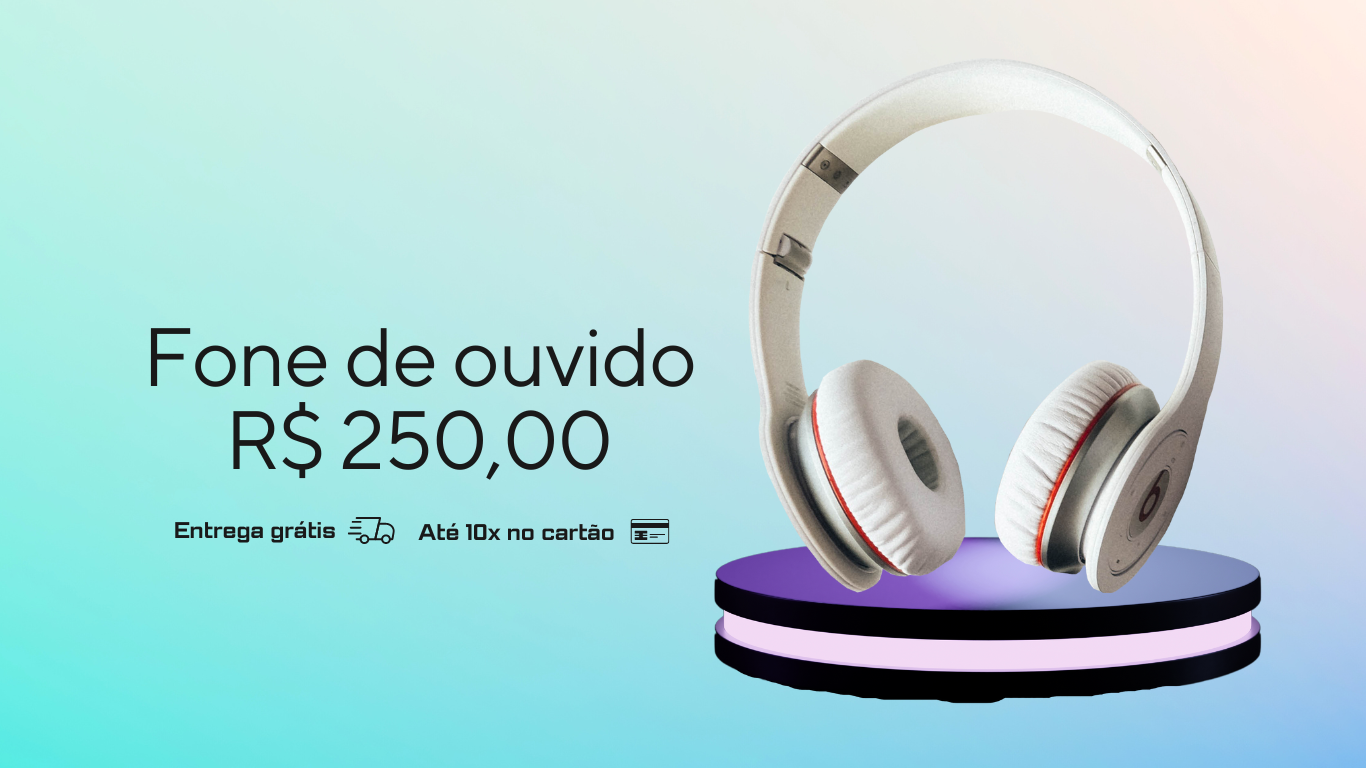 Fone de ouvido
R$ 250,00
Entrega grátis
Até 10x no cartão
L
b